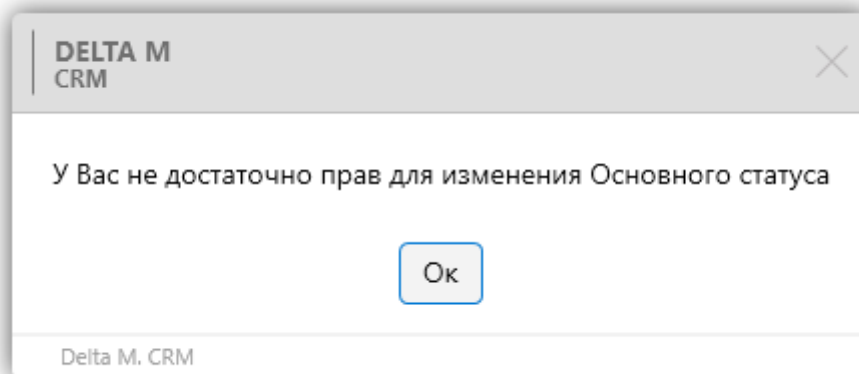 DELTA M
CRM
У Вас не достаточно прав для изменения Основного статуса
Ок
Delta M. CRM